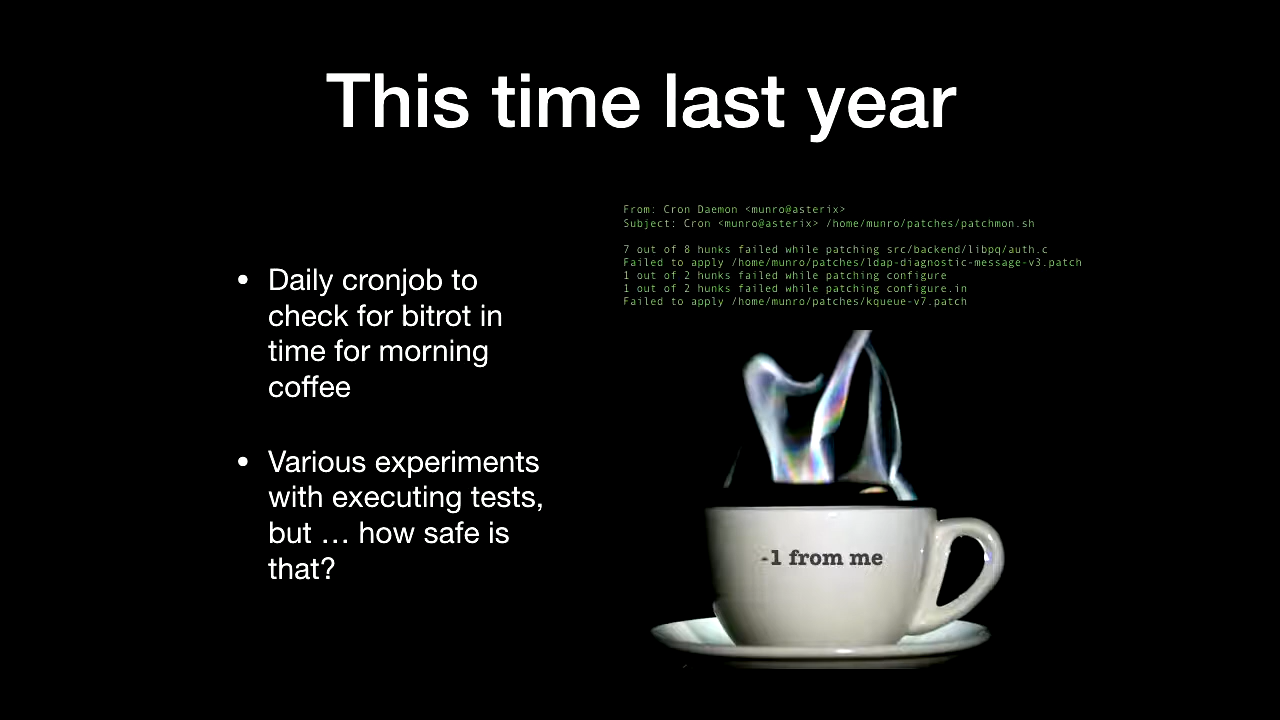 This time last year
• Daily cronjob to
check for bitrot in
time for morning
coffee
• Various experiments
with executing tests,
but … how safe is
that?
From: Cron Daemon <munro@asterix>
Subject: Cron <munro@asterix> /home/munro/patches/patchmon.sh
7 out of 8 hunks failed while patching src/backend/libpq/auth.c
Failed to apply /home/munro/patches/ldap-diagnostic-message-v3.patch
1 out of 2 hunks failed while patching configure
1 out of 2 hunks failed while patching configure.in
Failed to apply /home/munro/patches/kqueue-v7.patch
-1 from me